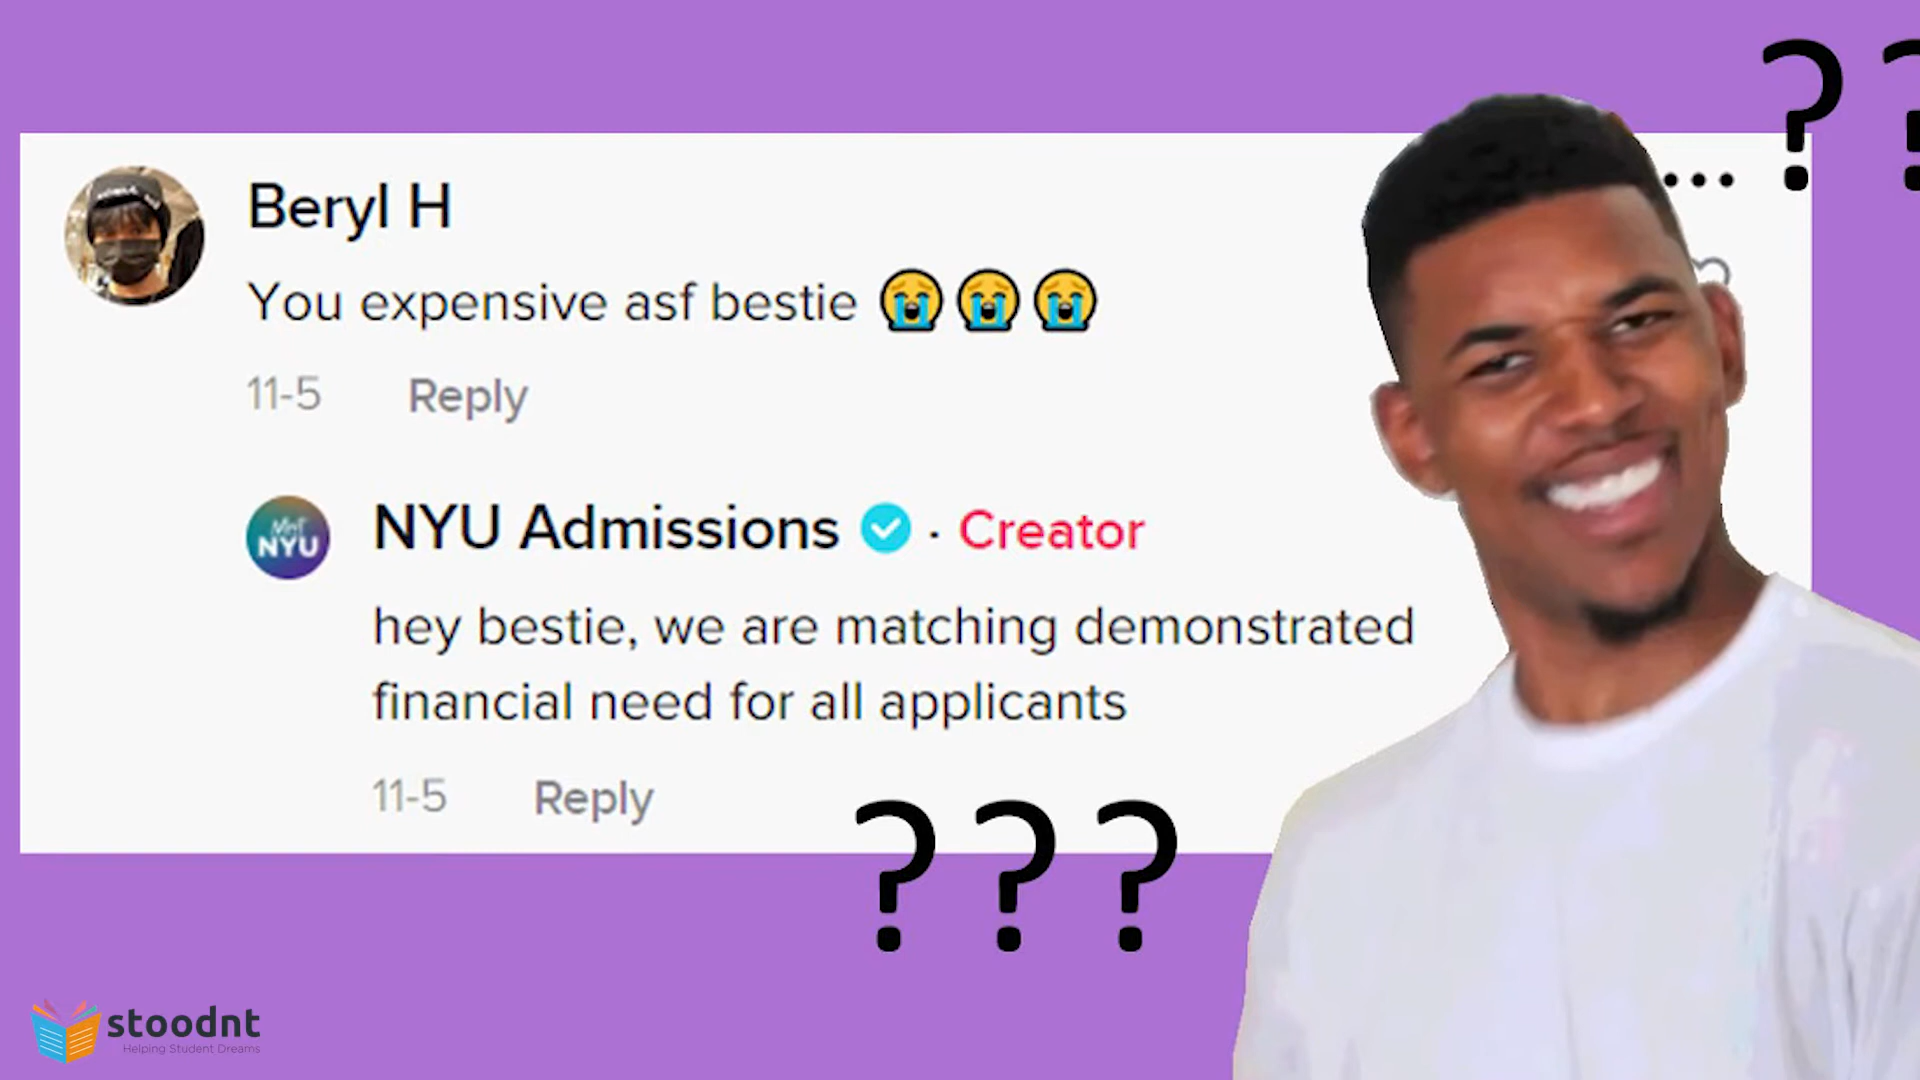 ? ?
Beryl H
...
You expensive asf bestie 😭😭😭
11-5 Reply
NYU
NYU Admissions · Creator
hey bestie, we are matching demonstrated
financial need for all applicants
11-5 Reply
? ? ?
stoodnt
Helping Student Dreams